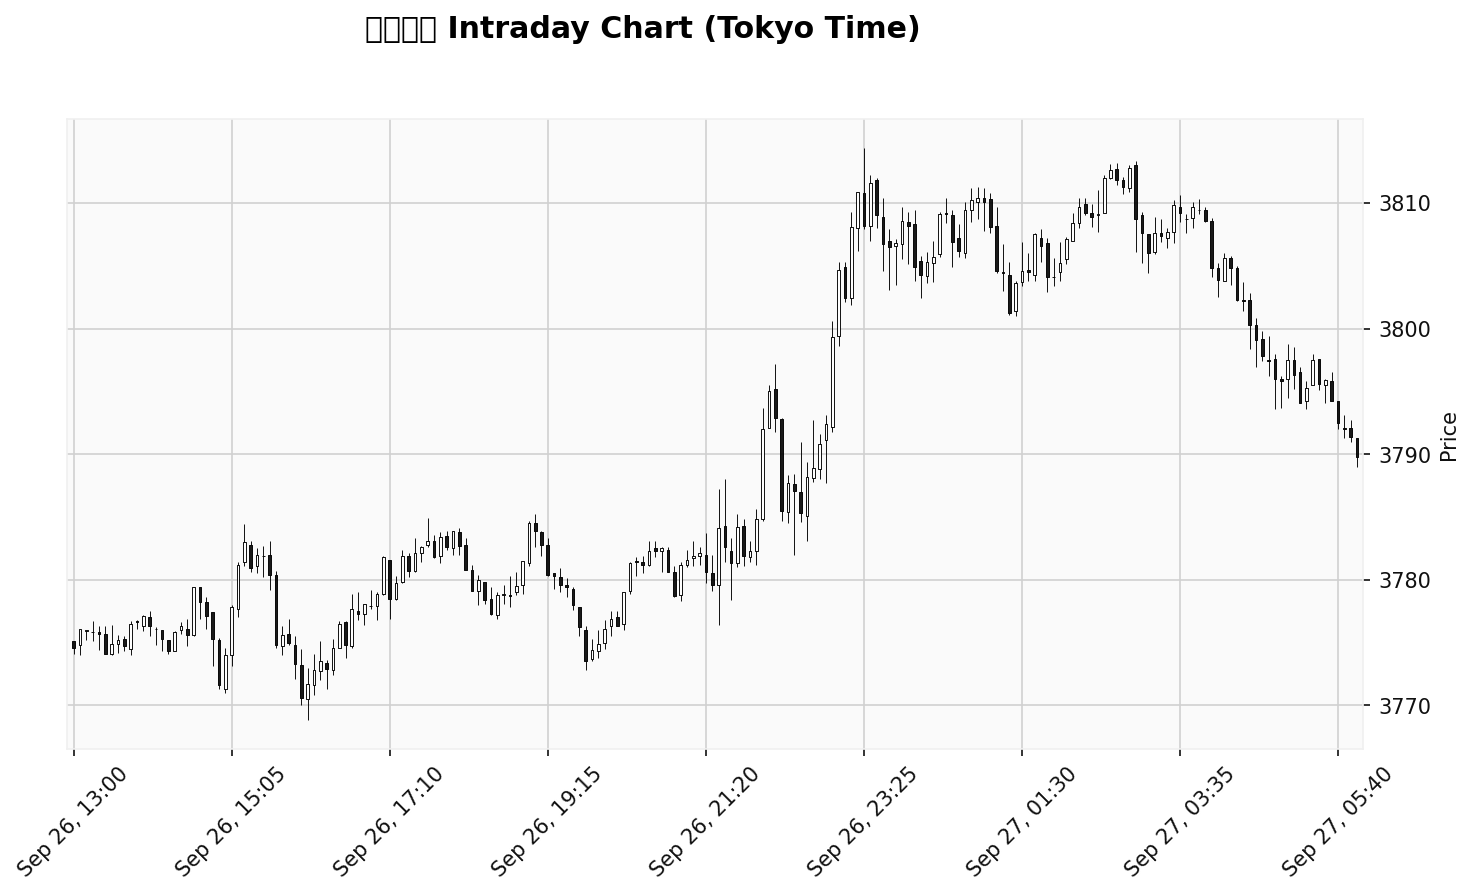 Intraday Chart (Tokyo Time)
3810
3800
3790
3780
3770
Price
Sep 26, 13:00
Sep 26, 15:05
Sep 26, 17:10
Sep 26, 19:15
Sep 26, 21:20
Sep 26, 23:25
Sep 27, 01:30
Sep 27, 03:35
Sep 27, 05:40